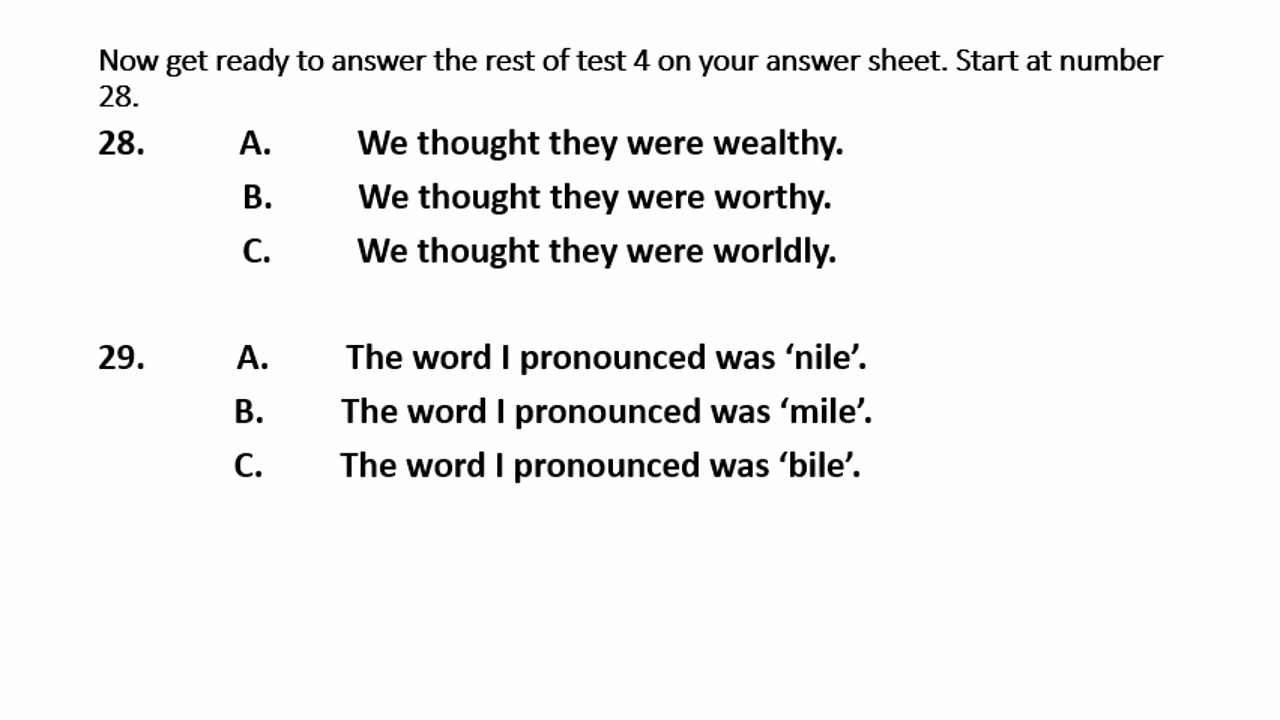 Now get ready to answer the rest of test 4 on your answer sheet. Start at number
28.
28. A. We thought they were wealthy.
B. We thought they were worthy.
C. We thought they were worldly.
29. A. The word I pronounced was ‘nile’.
B. The word I pronounced was ‘mile’.
C. The word I pronounced was ‘bile’.